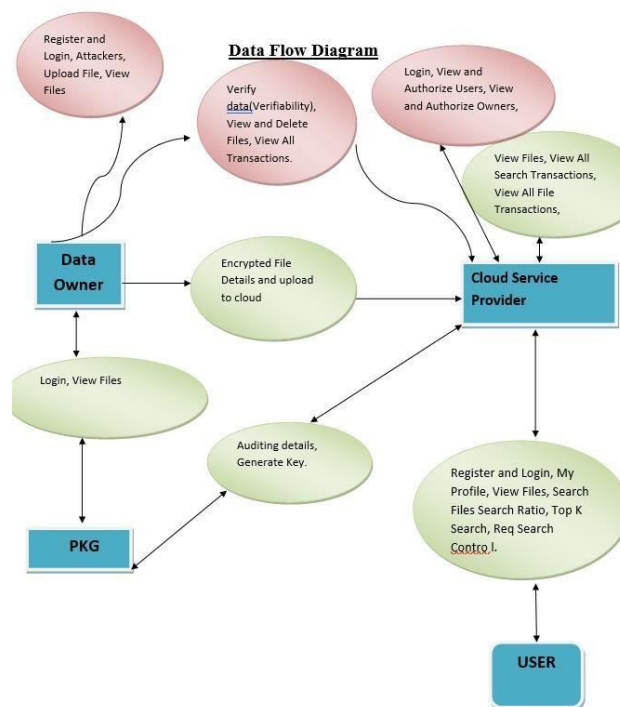 Data Flow Diagram
Register and
Login, Attackers,
Upload File, View
Files
Verify
data(Verifiability),
View and Delete
Files, View All
Transactions.
Login, View and
Authorize Users, View
and Authorize Owners,
View Files, View All
Search Transactions,
View All File
Transactions,
Data
Owner
Encrypted File
Details and upload
to cloud
Cloud Service
Provider
Login, View Files
Auditing details,
Generate Key.
Register and Login, My
Profile, View Files, Search
Files Search Ratio, Top K
Search, Req Search
Contro l.
PKG
USER